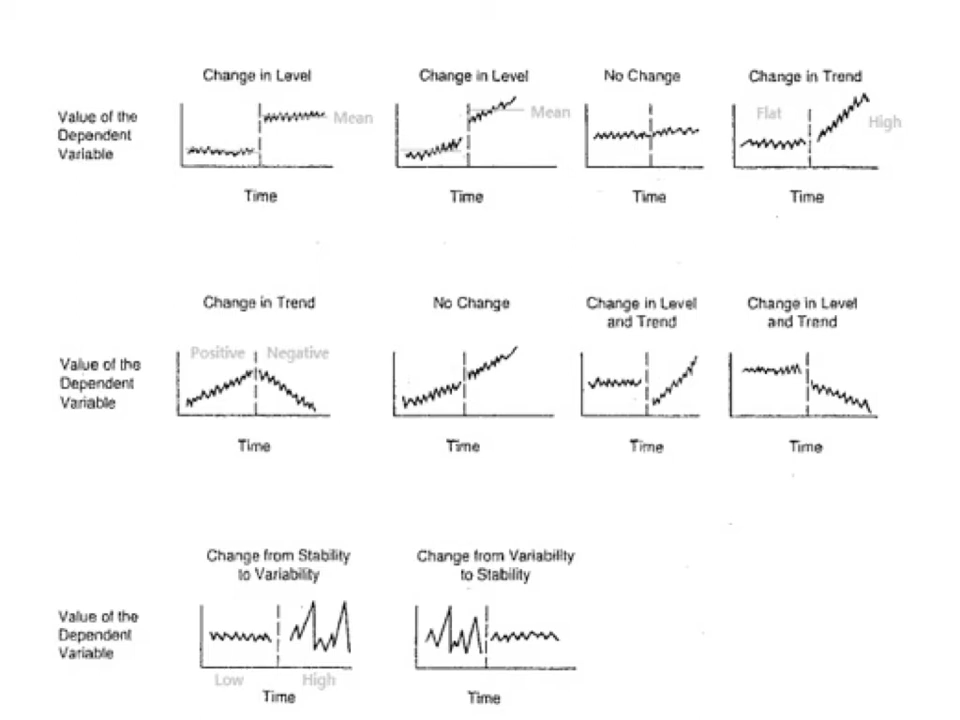 Change in Level
Change in Level
No Change
Change in Trend
Value of the
Dependent
Variable
Mean
Mean
Flat
High
Time
Time
Time
Time
Change in Trend
No Change
Change in Level
and Trend
Change in Level
and Trend
Value of the
Dependent
Variable
Positive
Negative
Time
Time
Time
Time
Change from Stability
to Variability
Change from Variability
to Stability
Value of the
Dependent
Variable
Low
High
Time
Time